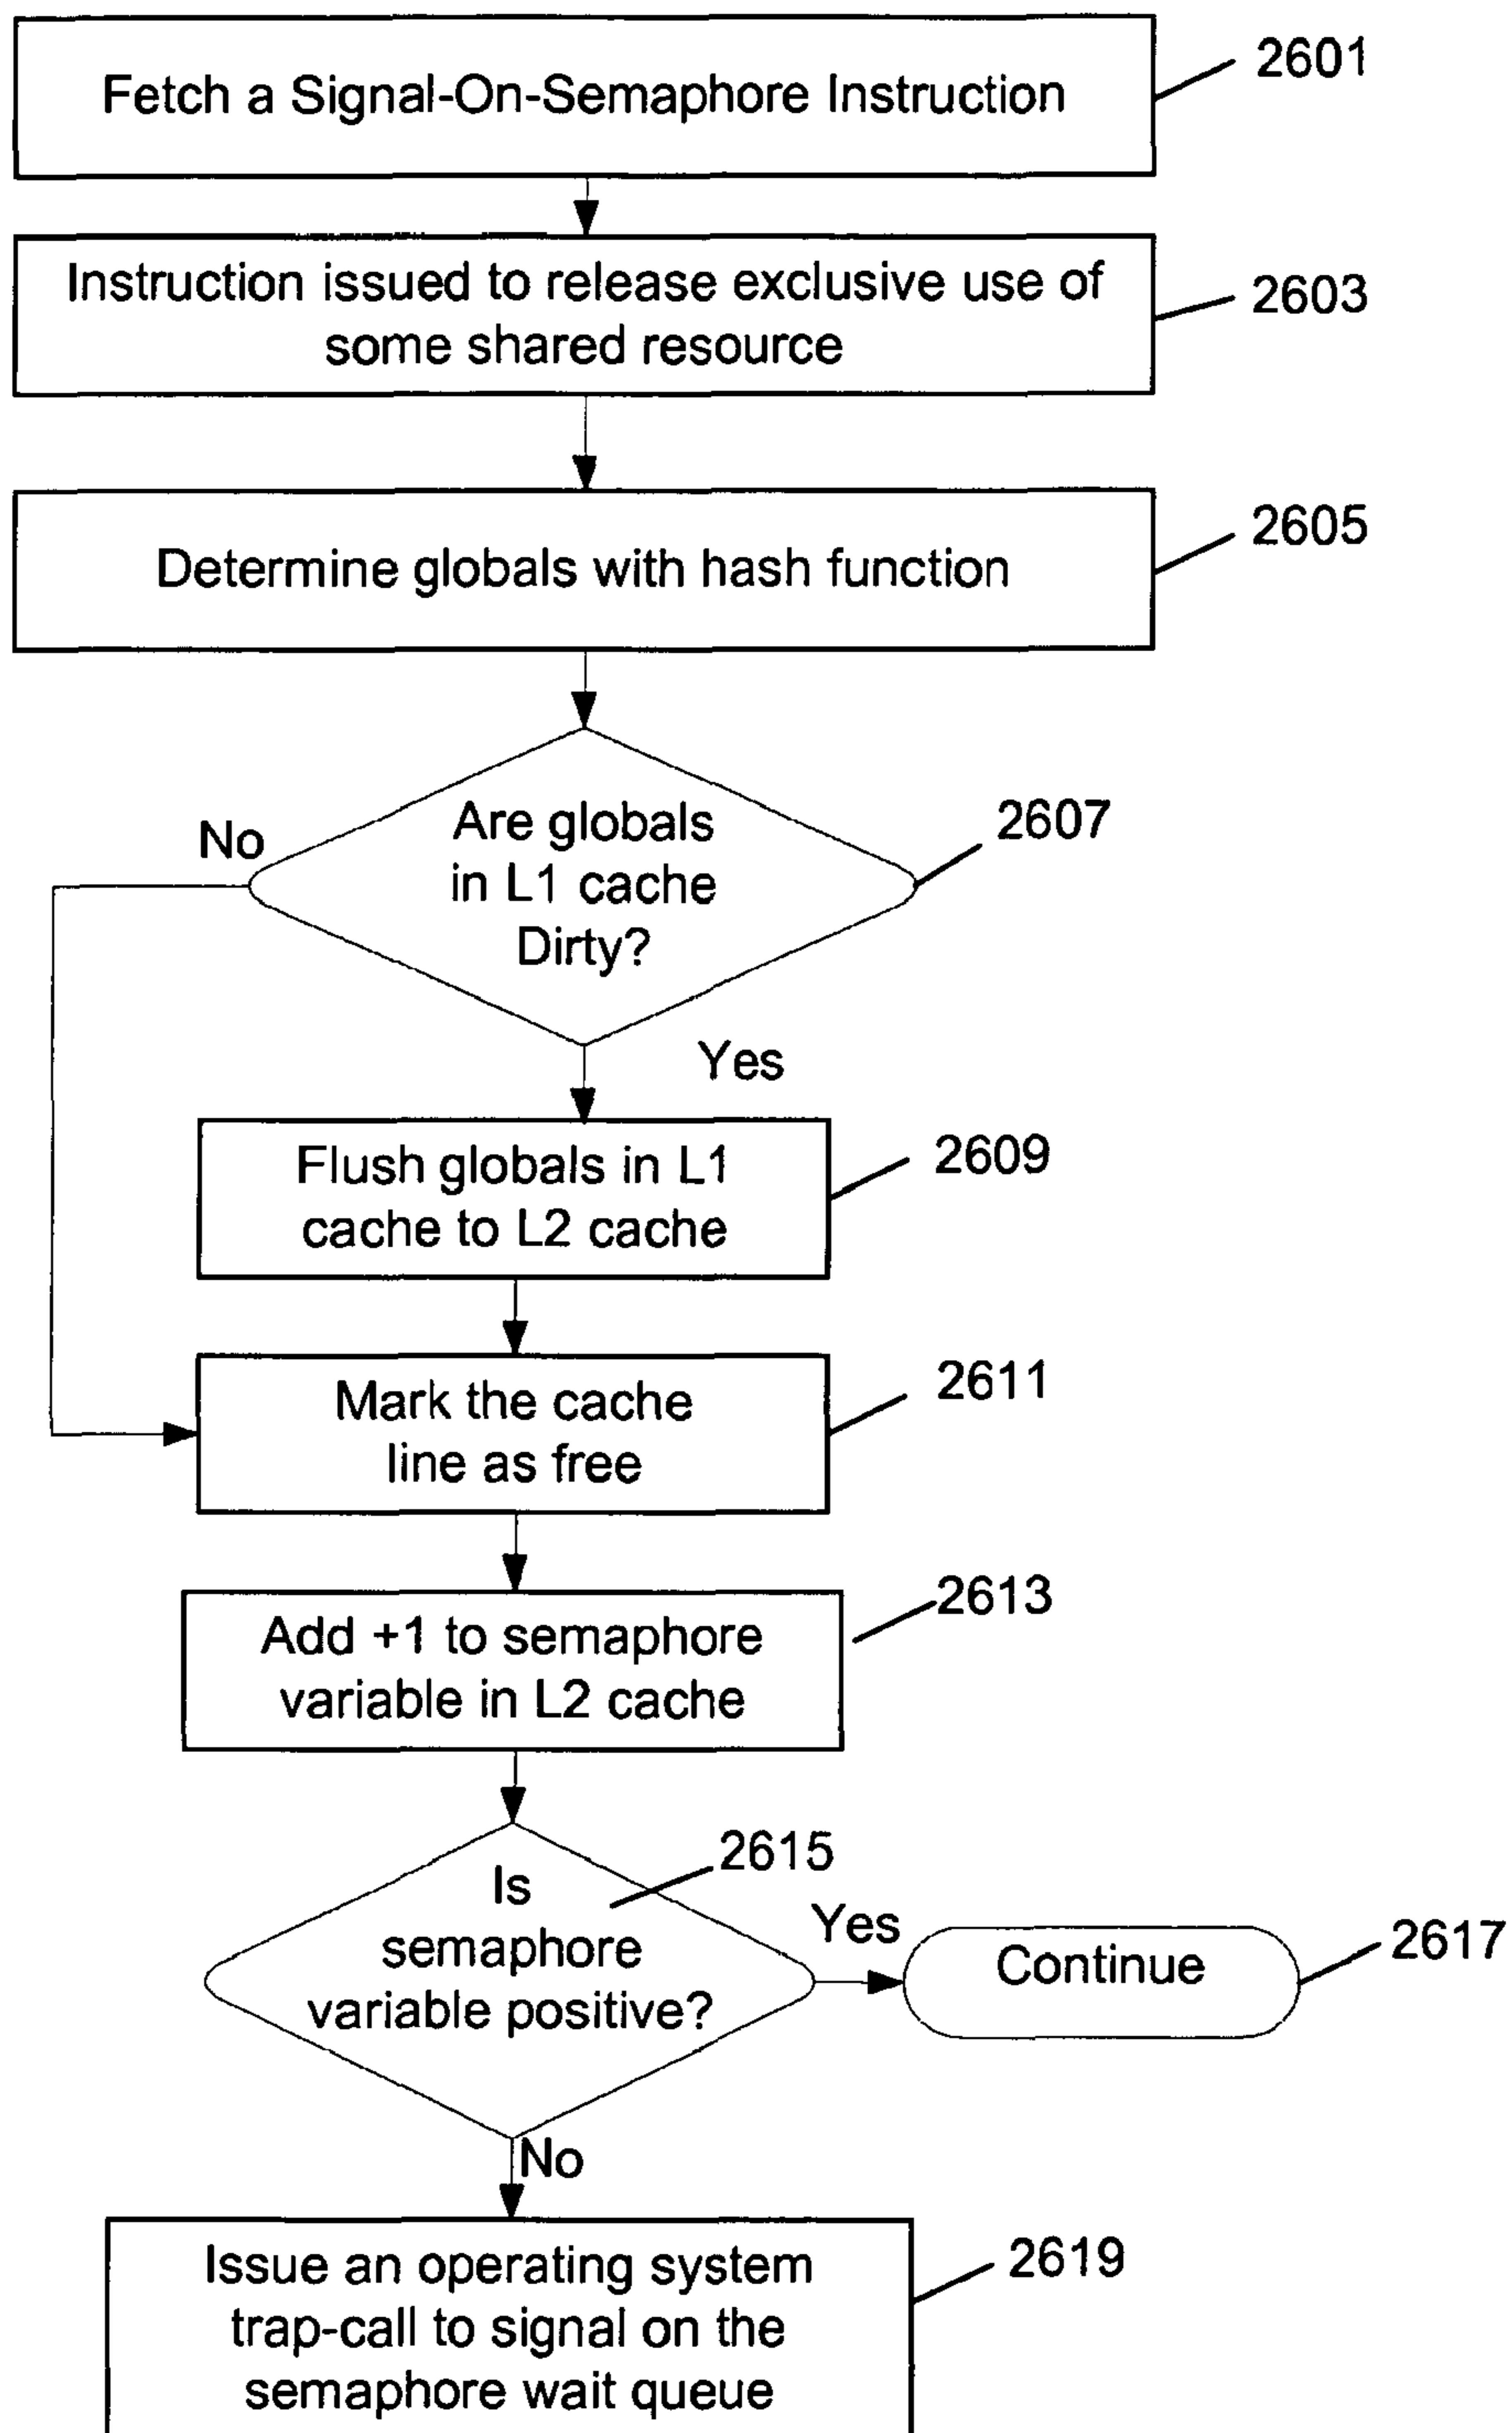 Fetch a Signal-On-Semaphore Instruction
2601
Instruction issued to release exclusive use of
some shared resource
2603
Determine globals with hash function
2605
Are globals
in L1 cache
Dirty?
2607
No
Yes
Flush globals in L1
cache to L2 cache
2609
Mark the cache
line as free
2611
Add +1 to semaphore
variable in L2 cache
2613
Is
semaphore
variable positive?
2615
Yes
Continue
2617
No
Issue an operating system
trap-call to signal on the
semaphore wait queue
2619